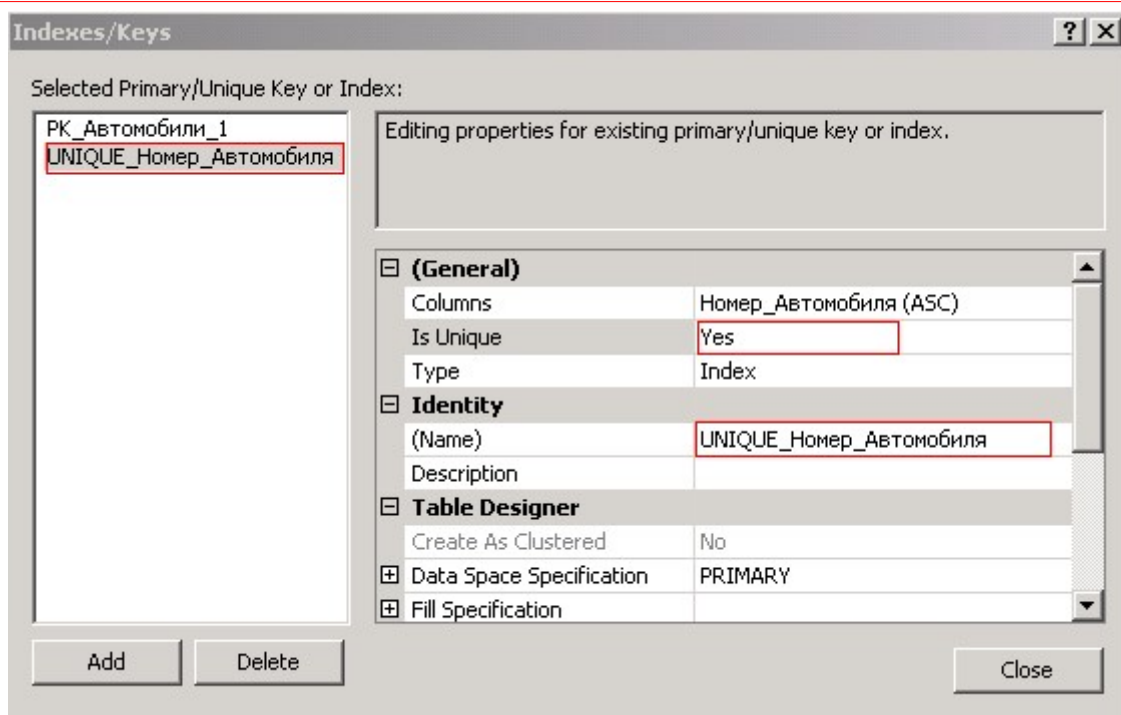 Indexes/Keys
Selected Primary/Unique Key or Index:
PK_Автомобили_1
UNIQUE_Номер_Автомобиля
Editing properties for existing primary/unique key or index.
(General)
Columns Номер_Автомобиля (ASC)
Is Unique Yes
Type Index
Identity
(Name) UNIQUE_Номер_Автомобиля
Description
Table Designer
Create As Clustered No
Data Space Specification PRIMARY
Fill Specification
Add Delete Close